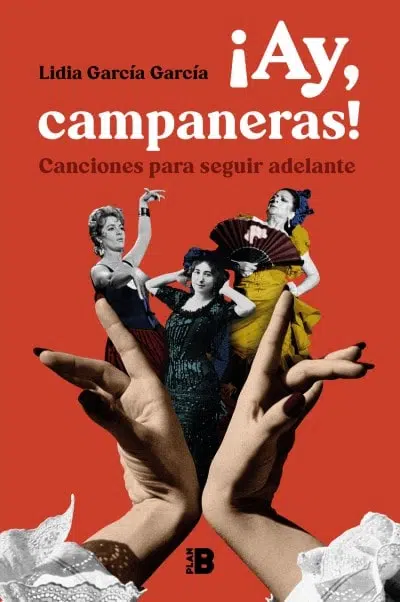 Lidia García García
¡Ay,
campaneras!
Canciones para seguir adelante
PLAN
B